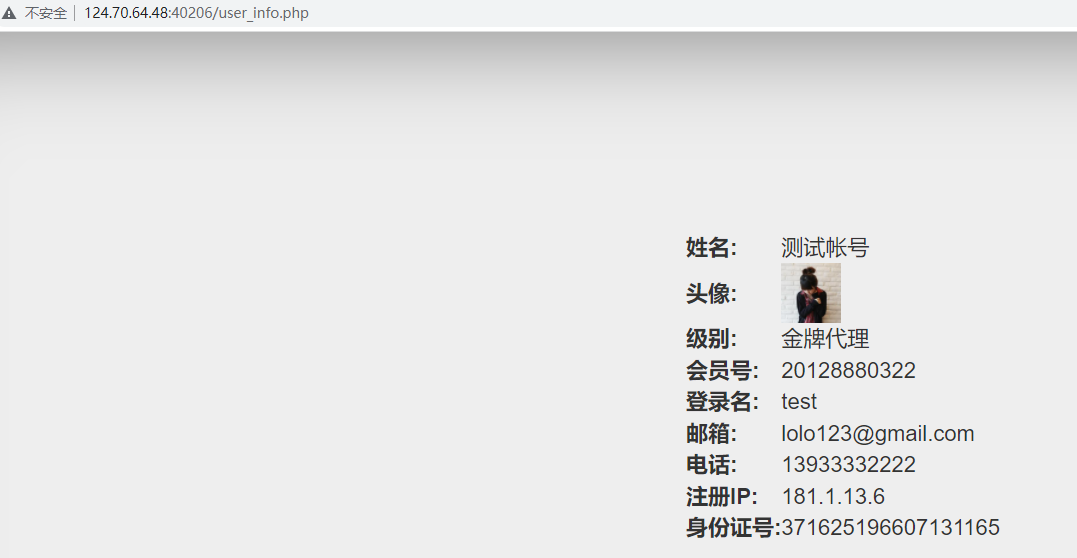 不安全 124.70.64.48:40206/user_info.php
姓名: 测试帐号
头像:
级别: 金牌代理
会员号: 20128880322
登录名: test
邮箱: lolo123@gmail.com
电话: 13933332222
注册IP: 181.1.13.6
身份证号:371625196607131165